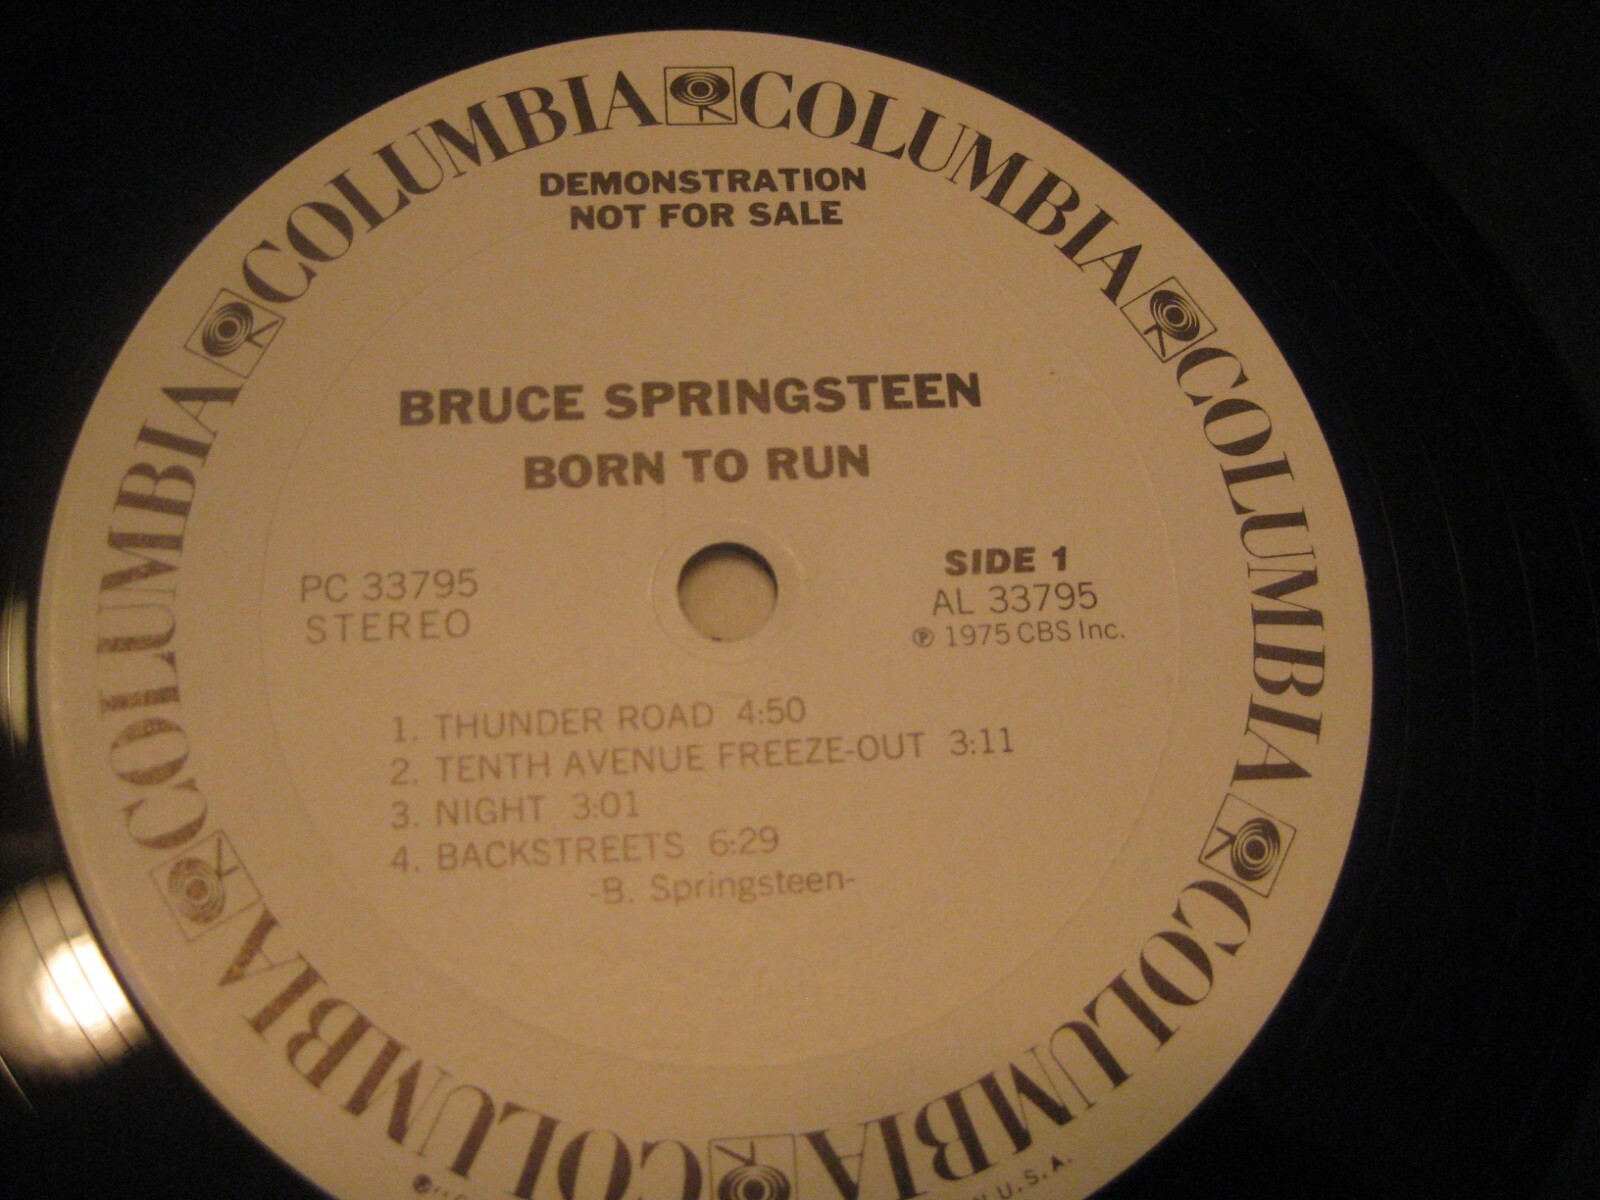 COLUMBIA COLUMBIA COLUMBIA COLUMBIA COLUMBIA COLUMBIA
DEMONSTRATION
NOT FOR SALE
BRUCE SPRINGSTEEN
BORN TO RUN
PC 33795
STEREO
SIDE 1
AL 33795
℗ 1975 CBS Inc.
1. THUNDER ROAD 4:50
2. TENTH AVENUE FREEZE-OUT 3:11
3. NIGHT 3:01
4. BACKSTREETS 6:29
-B. Springsteen-
U.S.A.